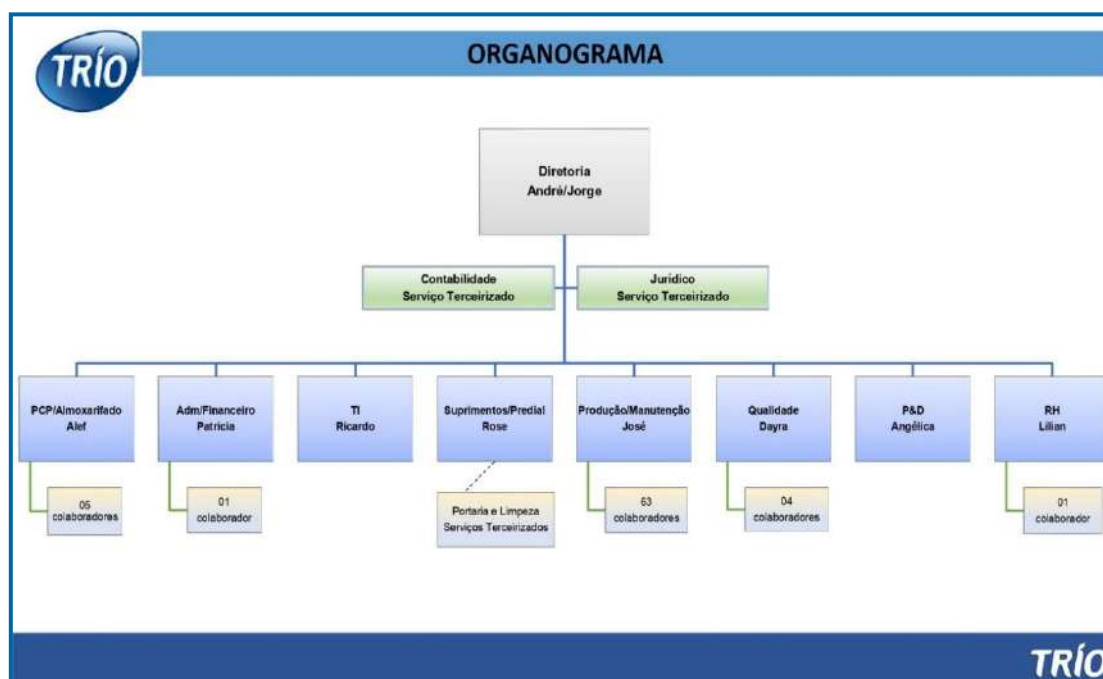 TRÍO
ORGANOGRAMA
Diretoria
André/Jorge
Contabilidade
Serviço Terceirizado
Jurídico
Serviço Terceirizado
PCP/Almoxarifado
Alef
Adm/Financeiro
Patrícia
TI
Ricardo
Suprimentos/Predial
Rose
Produção/Manutenção
José
Qualidade
Dayra
P&D
Angélica
RH
Lilian
05
colaboradores
01
colaborador
Portaria e Limpeza
Serviços Terceirizados
63
colaboradores
04
colaboradores
01
colaborador
TRÍO